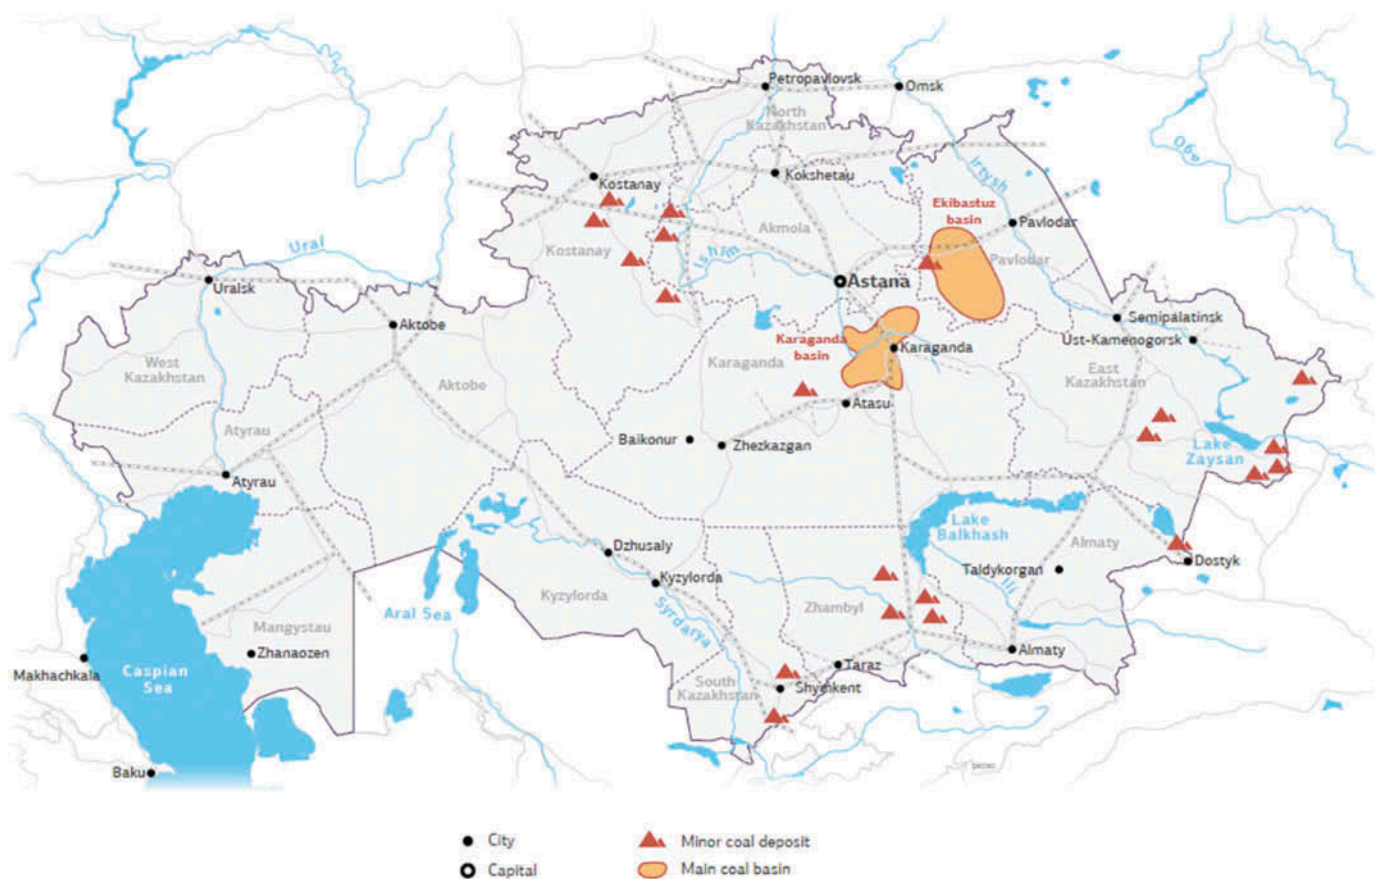 Petropavlovsk
Omsk
North
Kazakhstan
Irtysh
Kostanay
Kokshetau
Ekibastuz
basin
Pavlodar
Akmola
Kostanay
Ishim
Ural
Pavlodar
Astana
Uralsk
Semipalatinsk
Aktobe
Karaganda
basin
Ust-Kamenogorsk
Karaganda
West
Kazakhstan
Karaganda
East
Kazakhstan
Aktobe
Atasu
Atyrau
Baikonur
Zhezkazgan
Lake
Zaysan
Atyrau
Lake
Balkhash
Almaty
Dzhusaly
Dostyk
Taldykorgan
Kyzylorda
Ili
Kyzylorda
Syrdarya
Zhambyl
Aral Sea
Mangystau
Zhanaozen
Almaty
Makhachkala
Caspian
Sea
Taraz
South
Kazakhstan
Shymkent
Baku
City
Minor coal deposit
Capital
Main coal basin